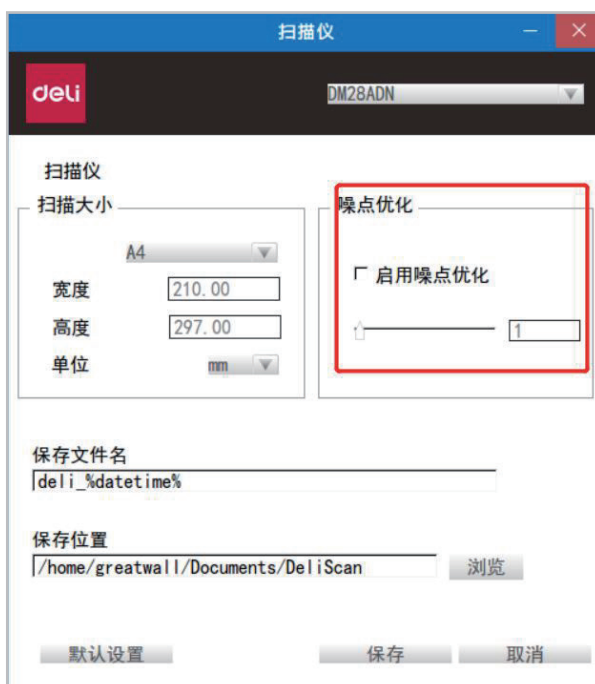 扫描仪
deli
DM28ADN
扫描仪
扫描大小
A4
宽度 210.00
高度 297.00
单位 mm
噪点优化
启用噪点优化
1
保存文件名
deli_%datetime%
保存位置
/home/greatwall/Documents/DeliScan 浏览
默认设置 保存 取消